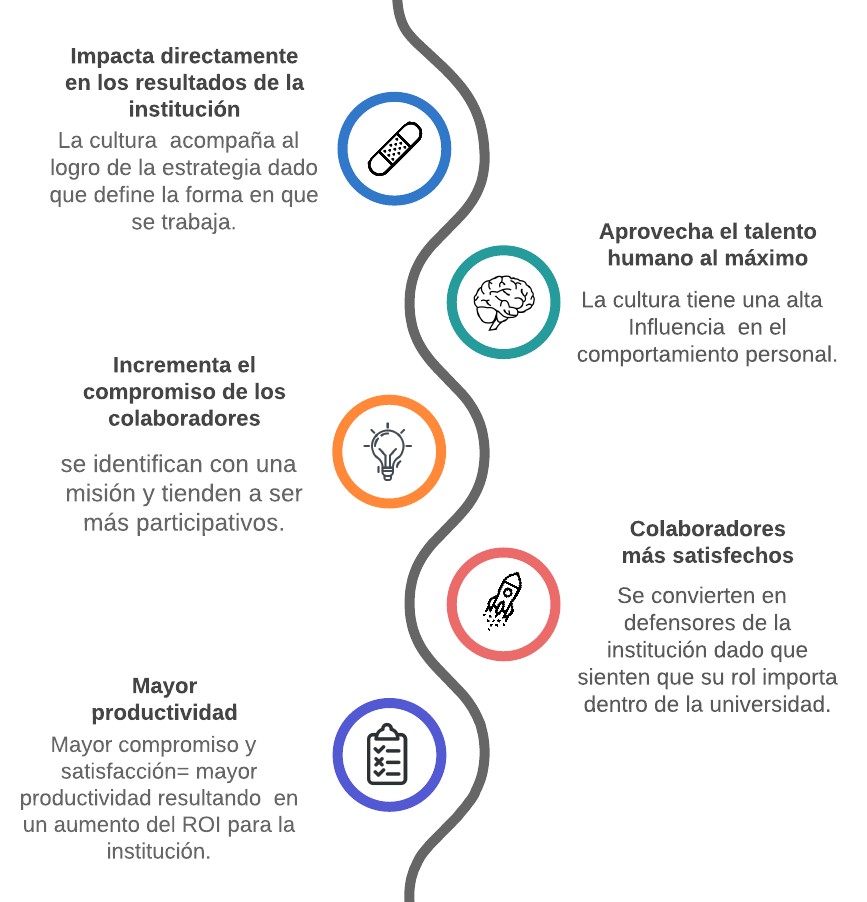 Impacta directamente
en los resultados de la
institución
La cultura  acompaña al
logro de la estrategia dado
que define la forma en que
se trabaja.
Aprovecha el talento
humano al máximo
La cultura tiene una alta
Influencia  en el
comportamiento personal.
Incrementa el
compromiso de los
colaboradores
se identifican con una
misión y tienden a ser
más participativos.
Colaboradores
más satisfechos
Se convierten en
defensores de la
institución dado que
sienten que su rol importa
dentro de la universidad.
Mayor
productividad
Mayor compromiso y
satisfacción= mayor
productividad resultando  en
un aumento del ROI para la
institución.